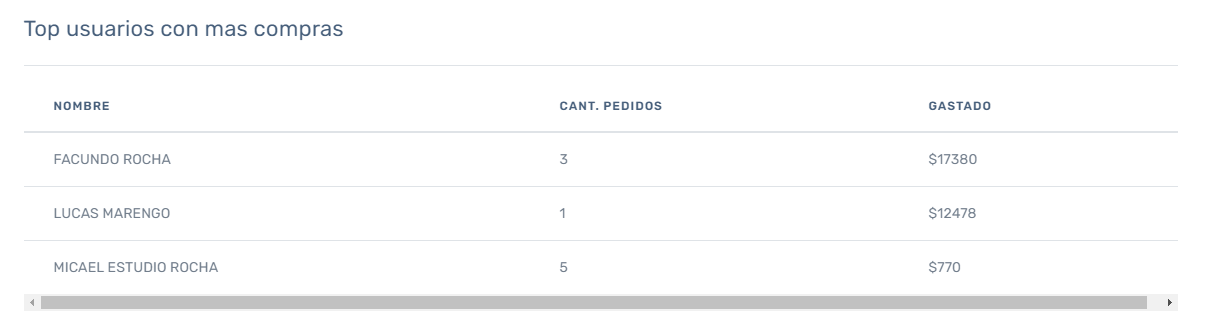 Top usuarios con mas compras
NOMBRE CANT. PEDIDOS GASTADO
FACUNDO ROCHA 3 $17380
LUCAS MARENGO 1 $12478
MICAEL ESTUDIO ROCHA 5 $770